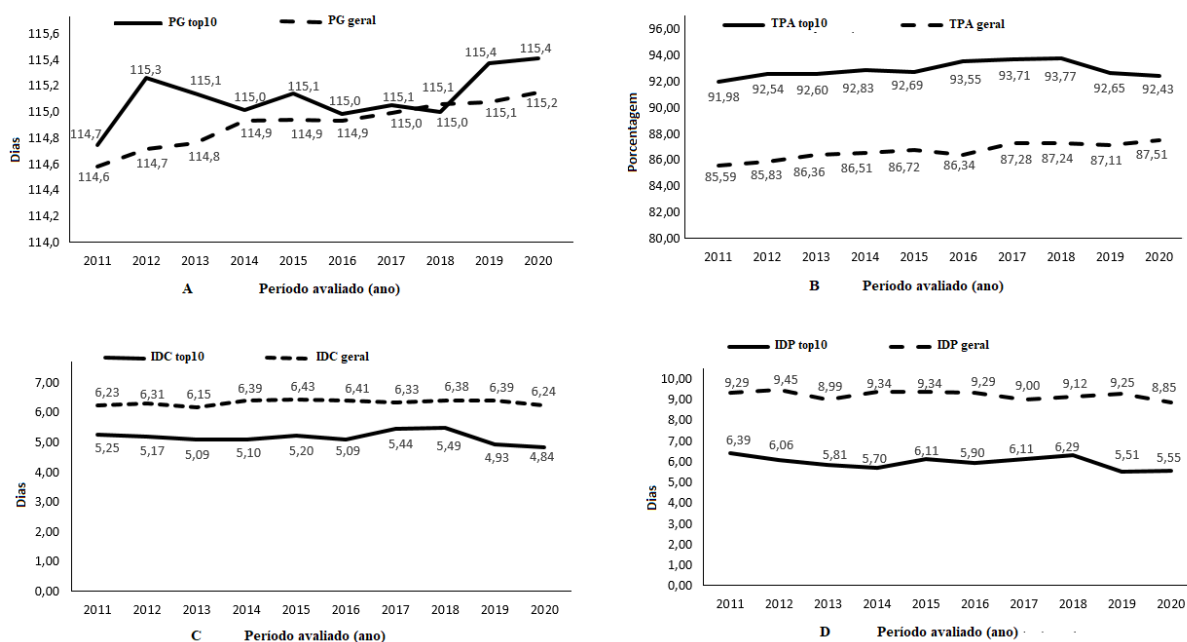 PG top10 PG geral
115,6
115,4
115,2
115,0
114,8
114,6
114,4
114,2
114,0
Dias
114,7 115,3 115,1 115,0 115,1 115,0 115,1 115,0 115,4 115,4
114,6 114,7 114,8 114,9 114,9 114,9 115,0 115,1 115,1 115,2
2011 2012 2013 2014 2015 2016 2017 2018 2019 2020
A Período avaliado (ano)
TPA top10 TPA geral
96,00
94,00
92,00
90,00
88,00
86,00
84,00
82,00
80,00
Porcentagem
91,98 92,54 92,60 92,83 92,69 93,55 93,71 93,77 92,65 92,43
85,59 85,83 86,36 86,51 86,72 86,34 87,28 87,24 87,11 87,51
2011 2012 2013 2014 2015 2016 2017 2018 2019 2020
B Período avaliado (ano)
IDC top10 IDC geral
7,00
6,00
5,00
4,00
3,00
2,00
1,00
0,00
Dias
6,23 6,31 6,15 6,39 6,43 6,41 6,33 6,38 6,39 6,24
5,25 5,17 5,09 5,10 5,20 5,09 5,44 5,49 4,93 4,84
2011 2012 2013 2014 2015 2016 2017 2018 2019 2020
C Período avaliado (ano)
IDP top10 IDP geral
10,00
9,00
8,00
7,00
6,00
5,00
4,00
3,00
2,00
1,00
0,00
Dias
9,29 9,45 8,99 9,34 9,34 9,29 9,00 9,12 9,25 8,85
6,39 6,06 5,81 5,70 6,11 5,90 6,11 6,29 5,51 5,55
2011 2012 2013 2014 2015 2016 2017 2018 2019 2020
D Período avaliado (ano)